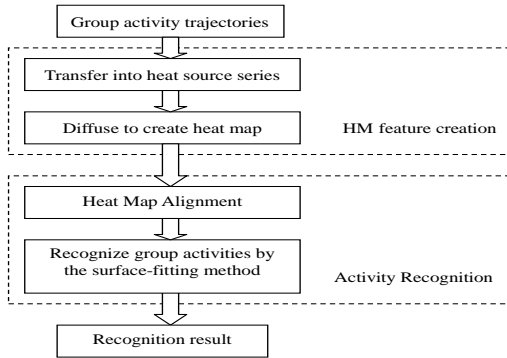 Group activity trajectories
Transfer into heat source series
Diffuse to create heat map
HM feature creation
Heat Map Alignment
Recognize group activities by
the surface-fitting method
Activity Recognition
Recognition result